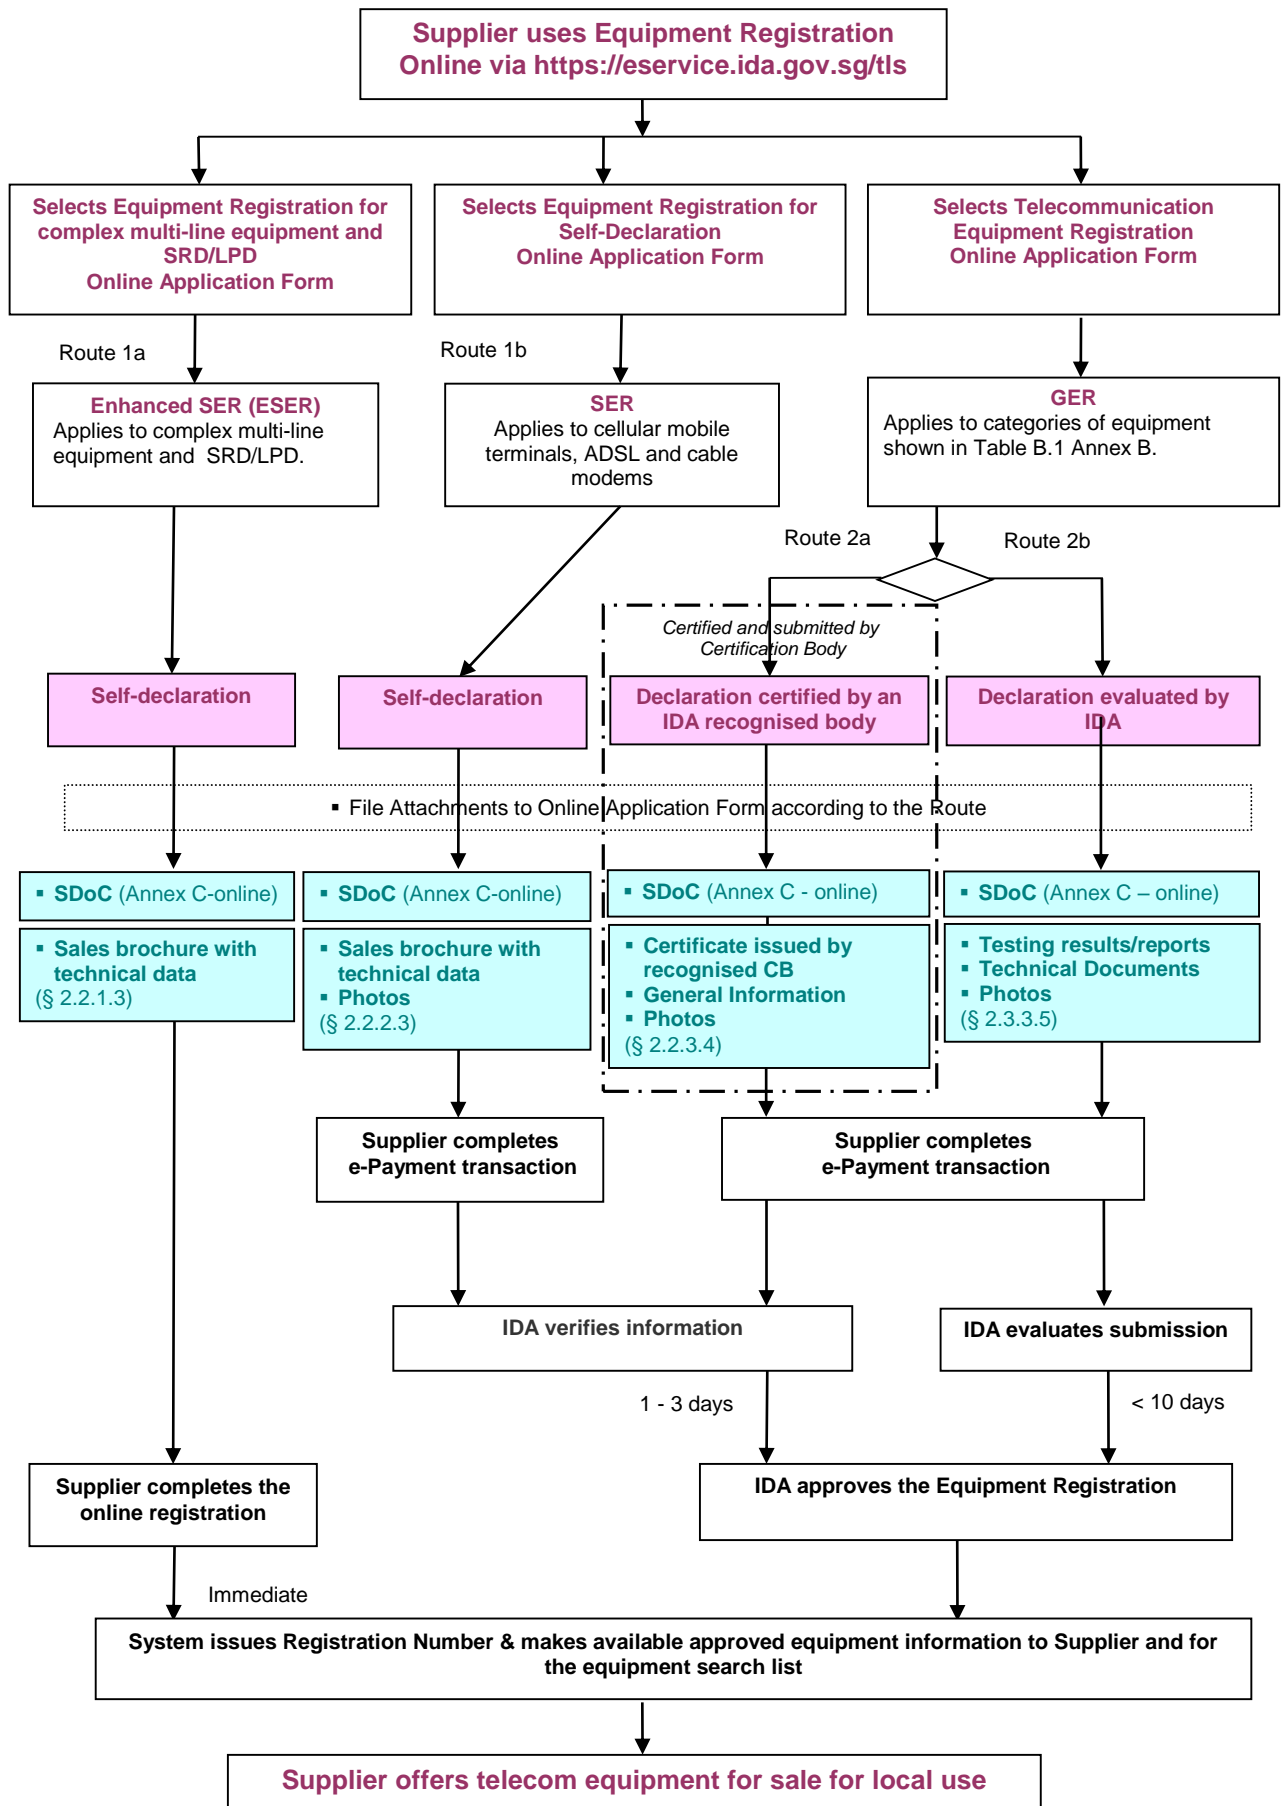 Supplier uses Equipment Registration
Online via https://eservice.ida.gov.sg/tls
Selects Equipment Registration for
complex multi-line equipment and
SRD/LPD
Online Application Form
Selects Equipment Registration for
Self-Declaration
Online Application Form
Selects Telecommunication
Equipment Registration
Online Application Form
Route 1a
Route 1b
Enhanced SER (ESER)
Applies to complex multi-line
equipment and SRD/LPD.
SER
Applies to cellular mobile
terminals, ADSL and cable
modems
GER
Applies to categories of equipment
shown in Table B.1 Annex B.
Route 2a
Route 2b
Certified and submitted by
Certification Body
Self-declaration
Self-declaration
Declaration certified by an
IDA recognised body
Declaration evaluated by
IDA
▪ File Attachments to Online Application Form according to the Route
▪ SDoC (Annex C-online)
▪ SDoC (Annex C-online)
▪ SDoC (Annex C - online)
▪ SDoC (Annex C – online)
▪ Sales brochure with
technical data
(§ 2.2.1.3)
▪ Sales brochure with
technical data
▪ Photos
(§ 2.2.2.3)
▪ Certificate issued by
recognised CB
▪ General Information
▪ Photos
(§ 2.2.3.4)
▪ Testing results/reports
▪ Technical Documents
▪ Photos
(§ 2.3.3.5)
Supplier completes
e-Payment transaction
Supplier completes
e-Payment transaction
IDA verifies information
IDA evaluates submission
1 - 3 days
< 10 days
Supplier completes the
online registration
IDA approves the Equipment Registration
Immediate
System issues Registration Number & makes available approved equipment information to Supplier and for
the equipment search list
Supplier offers telecom equipment for sale for local use